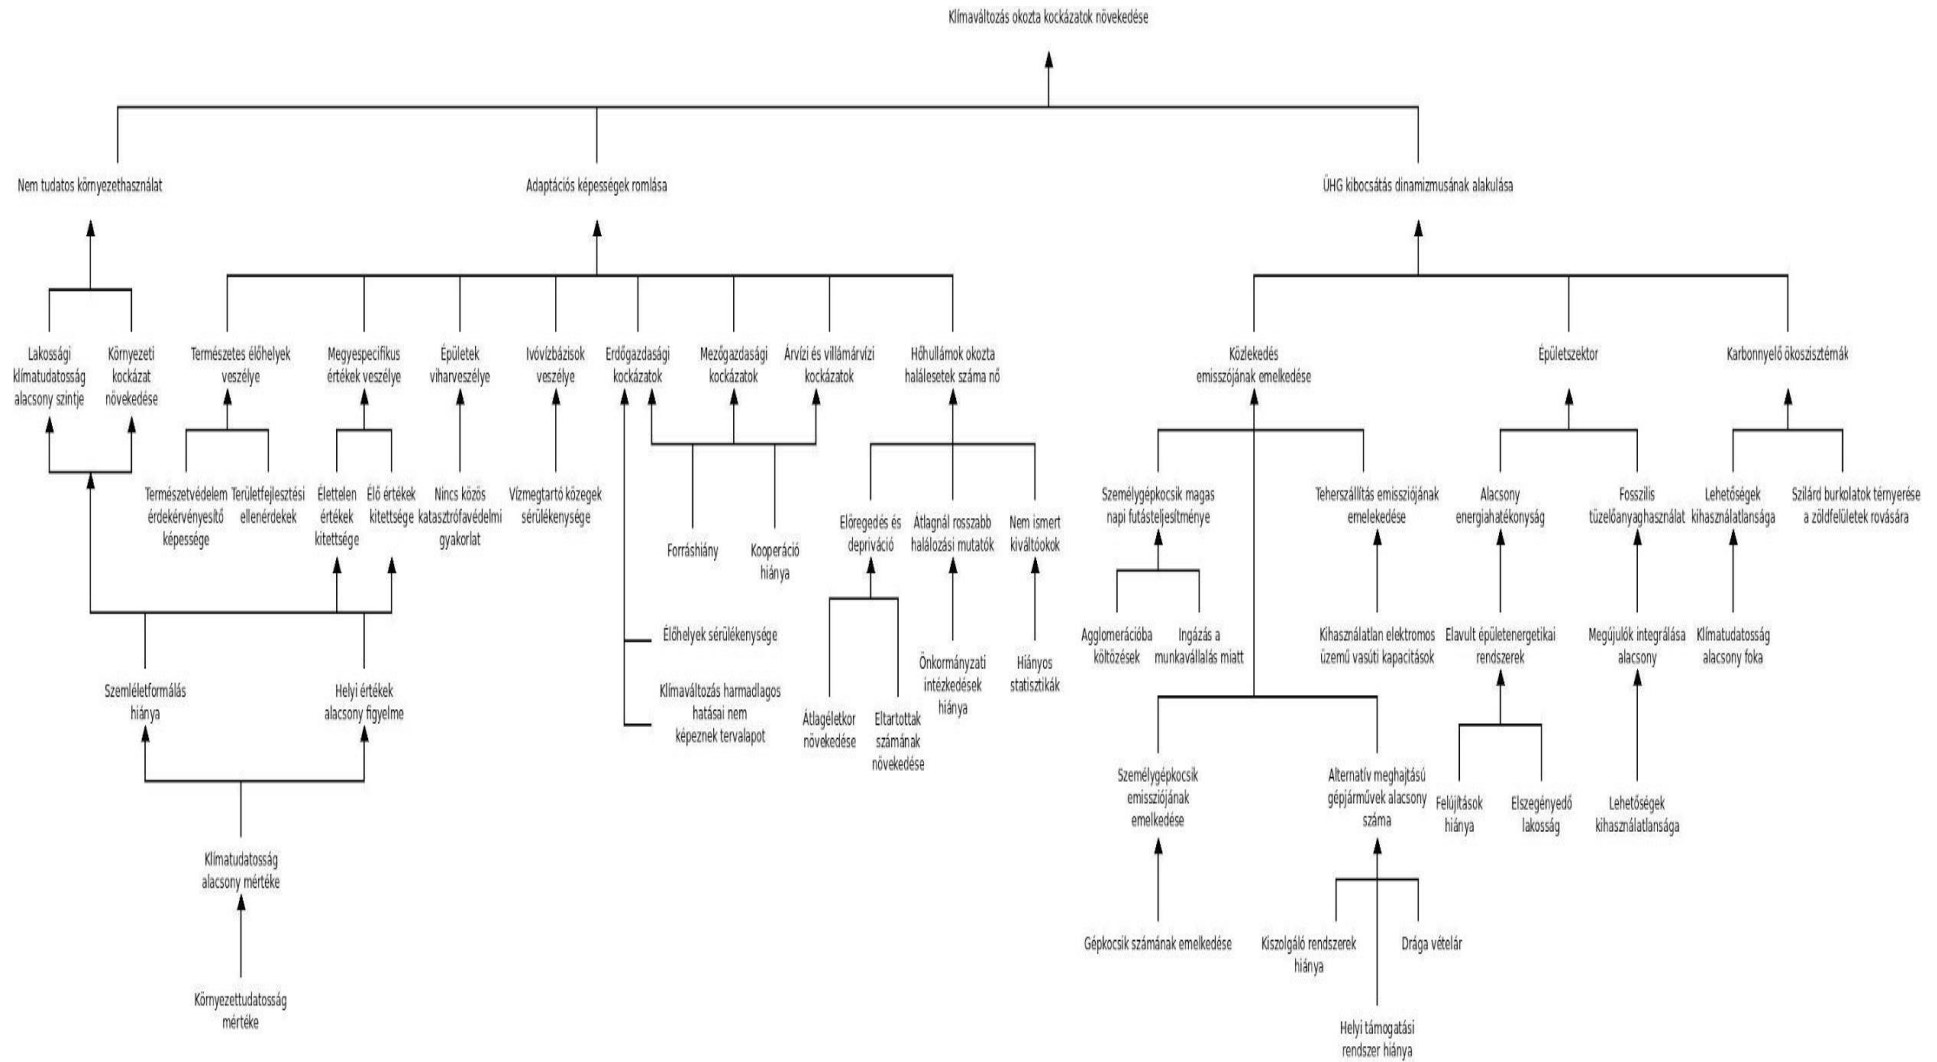 Klímaváltozás okozta kockázatok növekedése
Nem tudatos környezethasználat
Adaptációs képességek romlása
ÜHG kibocsátás dinamizmusának alakulása
Lakossági
klímatudatosság
alacsony szintje
Környezeti
kockázat
növekedése
Természetes élőhelyek
veszélye
Megyespecifikus
értékek veszélye
Épületek
viharveszélye
Ivóvízbázisok
veszélye
Erdőgazdasági
kockázatok
Mezőgazdasági
kockázatok
Árvízi és villámárvízi
kockázatok
Hőhullámok okozta
halálesetek száma nő
Közlekedés
emisszójának emelkedése
Épületszektor
Karbonnyelő ökoszisztémák
Természetvédelem
érdekérvényesítő
képessége
Területfejlesztési
ellenérdekek
Élettelen
értékek
kitettsége
Élő értékek
kitettsége
Nincs közös
katasztrófavédelmi
gyakorlat
Vízmegtartó közegek
sérülékenysége
Forráshiány
Kooperáció
hiánya
Elöregedés és
depriváció
Átlagnál rosszabb
halálozási mutatók
Nem ismert
kiváltóokok
Személygépkocsik magas
napi futásteljesítménye
Teherszállítás emissziójának
emelekedése
Alacsony
energiahatékonyság
Fosszilis
tüzelőanyaghasználat
Lehetőségek
kihasználatlansága
Szilárd burkolatok térnyerése
a zöldfelületek rovására
Élőhelyek sérülékenysége
Klímaváltozás harmadlagos
hatásai nem
képeznek tervalapot
Átlagéletkor
növekedése
Eltartottak
számának
növekedése
Önkormányzati
intézkedések
hiánya
Hiányos
statisztikák
Agglomerációba
költözések
Ingázás a
munkavállalás miatt
Kihasználatlan elektromos
üzemű vasúti kapacitások
Elavult épületenergetikai
rendszerek
Megújulók integrálása
alacsony
Klímatudatosság
alacsony foka
Szemléletformálás
hiánya
Helyi értékek
alacsony figyelme
Személygépkocsik
emissziójának
emelkedése
Alternatív meghajtású
gépjárművek alacsony
száma
Felújítások
hiánya
Elszegényedő
lakosság
Lehetőségek
kihasználatlansága
Klímatudatosság
alacsony mértéke
Gépkocsik számának emelkedése
Kiszolgáló rendszerek
hiánya
Drága vételár
Környezettudatosság
mértéke
Helyi támogatási
rendszer hiánya